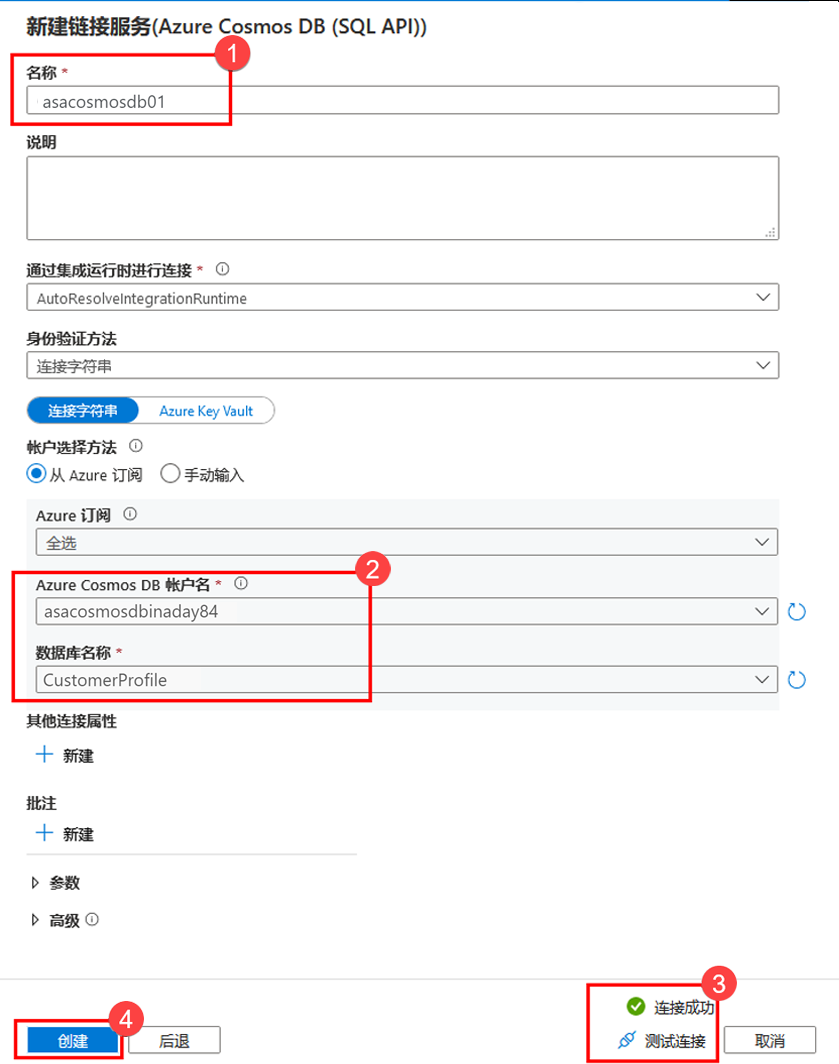 新建链接服务(Azure Cosmos DB (SQL API))
1
名称 *
asacosmosdb01
说明
通过集成运行时进行连接 *
AutoResolveIntegrationRuntime
身份验证方法
连接字符串
连接字符串 Azure Key Vault
帐户选择方法
从 Azure 订阅 手动输入
Azure 订阅
全选
2
Azure Cosmos DB 帐户名 *
asacosmosdbinaday84
数据库名称 *
CustomerProfile
其他连接属性
+ 新建
批注
+ 新建
参数
高级
3
连接成功
4
创建 后退 测试连接 取消